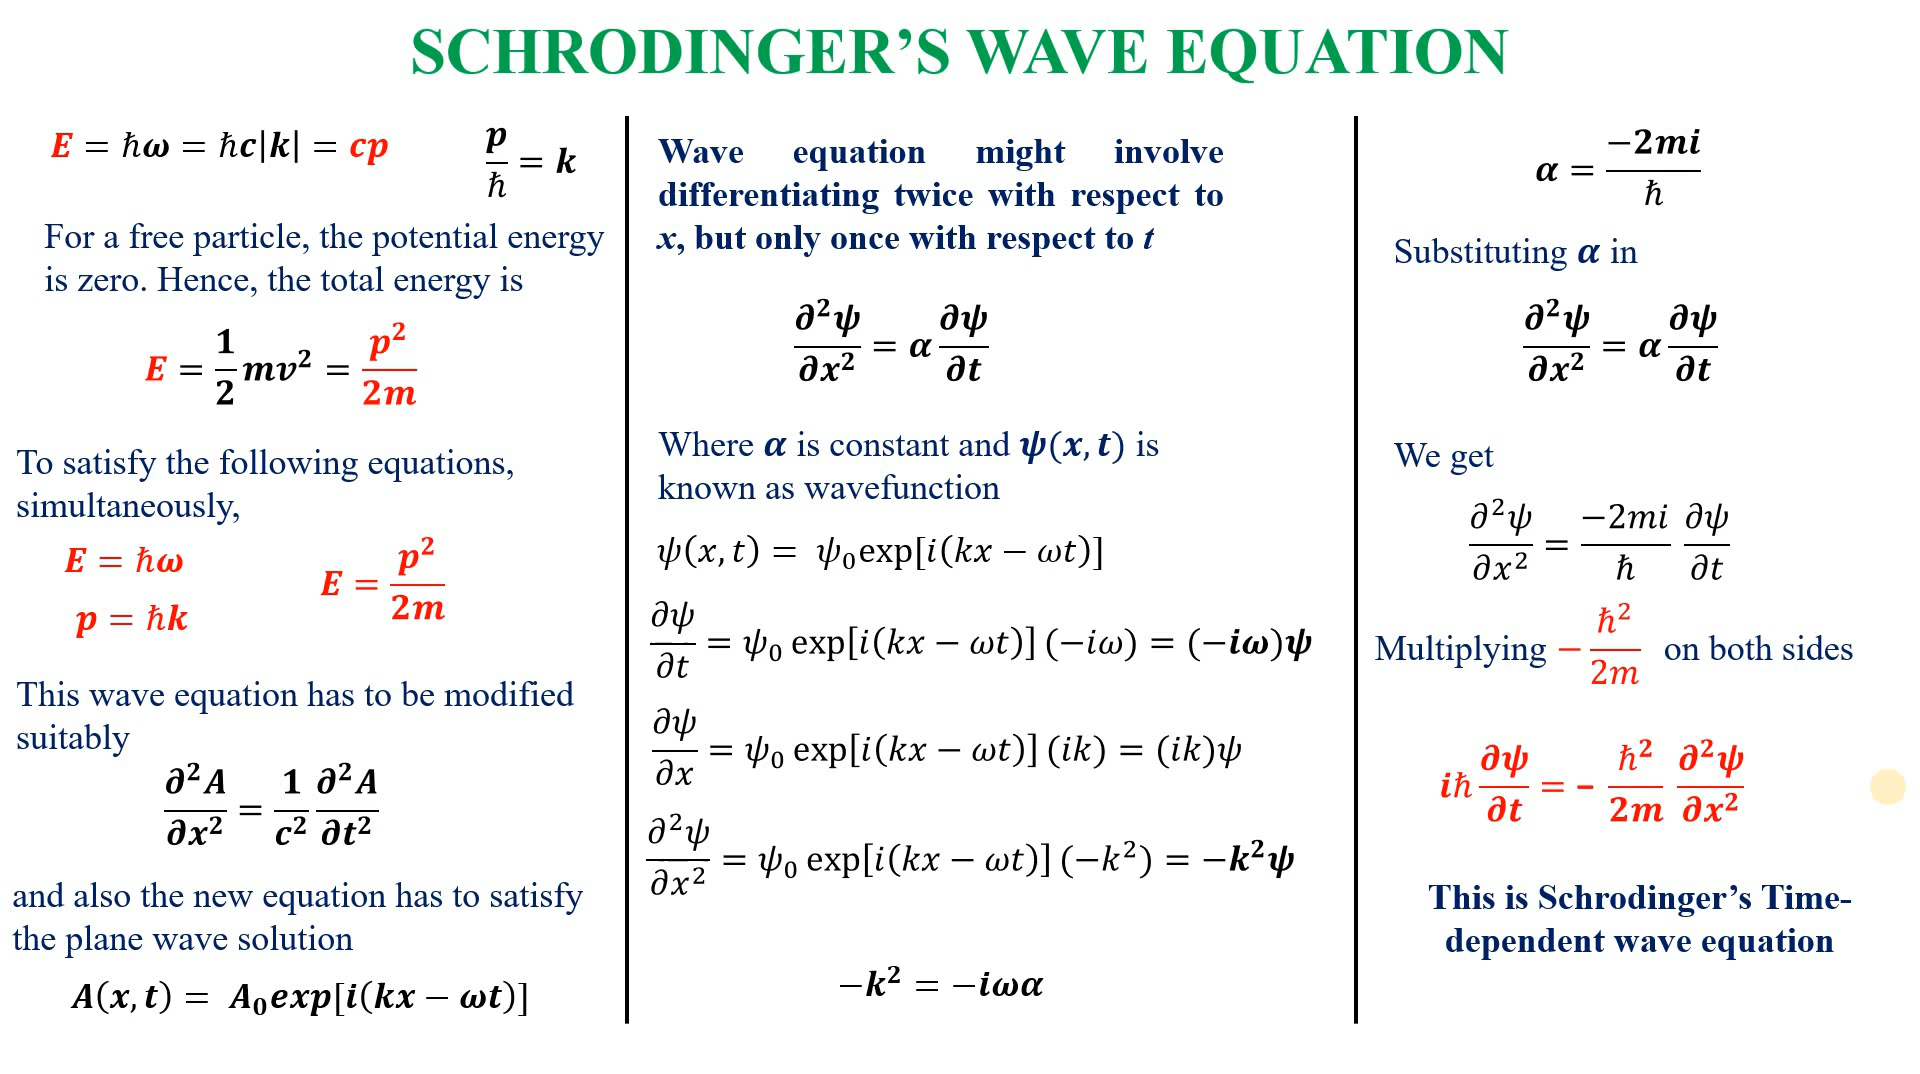 SCHRODINGER’S WAVE EQUATION
E = ℏω = ℏc|k| = cp
p/ℏ = k
For a free particle, the potential energy
is zero. Hence, the total energy is
E = 1/2 mv² = p²/2m
To satisfy the following equations,
simultaneously,
E = ℏω
p = ℏk
E = p²/2m
This wave equation has to be modified
suitably
∂²A/∂x² = 1/c² ∂²A/∂t²
and also the new equation has to satisfy
the plane wave solution
A(x, t) = A₀exp[i(kx − ωt)]
Wave equation might involve
differentiating twice with respect to
x, but only once with respect to t
∂²ψ/∂x² = α ∂ψ/∂t
Where α is constant and ψ(x, t) is
known as wavefunction
ψ(x, t) = ψ₀exp[i(kx − ωt)]
∂ψ/∂t = ψ₀ exp[i(kx − ωt)] (−iω) = (−iω)ψ
∂ψ/∂x = ψ₀ exp[i(kx − ωt)] (ik) = (ik)ψ
∂²ψ/∂x² = ψ₀ exp[i(kx − ωt)] (−k²) = −k²ψ
−k² = −iωα
α = −2mi/ℏ
Substituting α in
∂²ψ/∂x² = α ∂ψ/∂t
We get
∂²ψ/∂x² = −2mi/ℏ ∂ψ/∂t
Multiplying − ℏ²/2m on both sides
iℏ ∂ψ/∂t = - ℏ²/2m ∂²ψ/∂x²
This is Schrodinger’s Time-
dependent wave equation